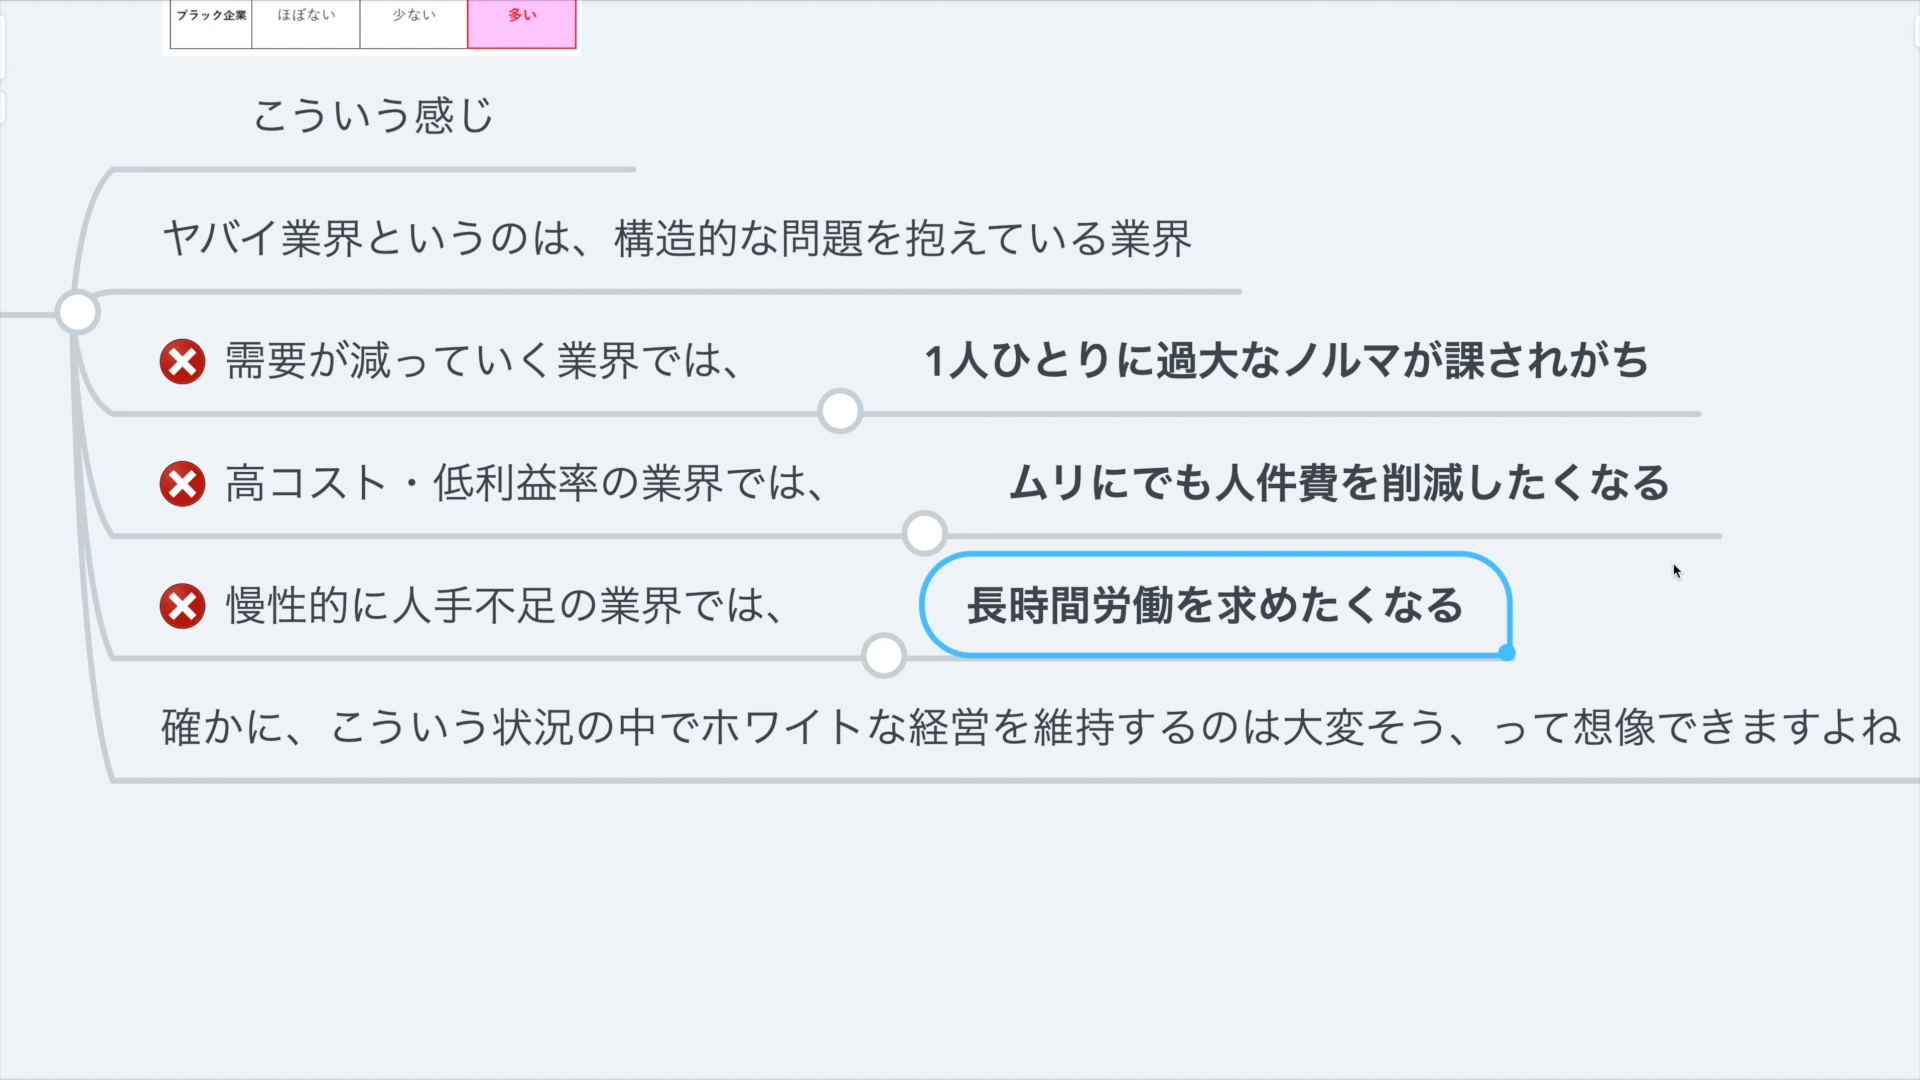 ブラック企業 ほぼない 少ない 多い
こういう感じ
ヤバイ業界というのは、構造的な問題を抱えている業界
需要が減っていく業界では、 1人ひとりに過大なノルマが課されがち
高コスト・低利益率の業界では、 ムリにでも人件費を削減したくなる
慢性的に人手不足の業界では、 長時間労働を求めたくなる
確かに、こういう状況の中でホワイトな経営を維持するのは大変そう、って想像できますよね